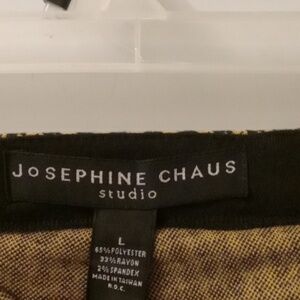 JoSEPHINE CHAUS
studio
L
65%POLYESTER
33%RAYON
2%SPANDEX
MADE IN TAIWAN
R.O.C.